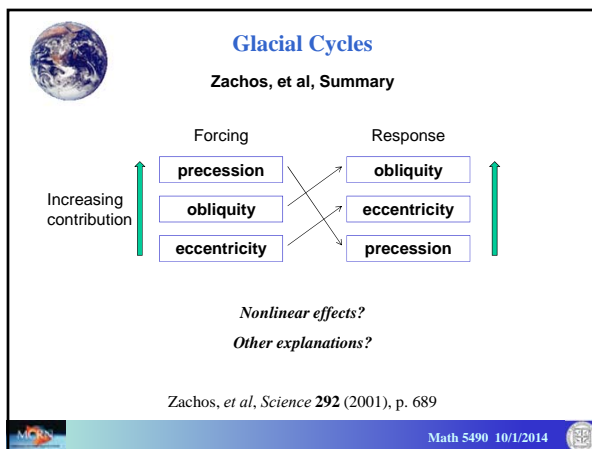 Glacial Cycles
Zachos, et al, Summary
Forcing Response
precession obliquity
Increasing
contribution
obliquity eccentricity
eccentricity precession
Nonlinear effects?
Other explanations?
Zachos, et al, Science 292 (2001), p. 689
MCRN Math 5490 10/1/2014